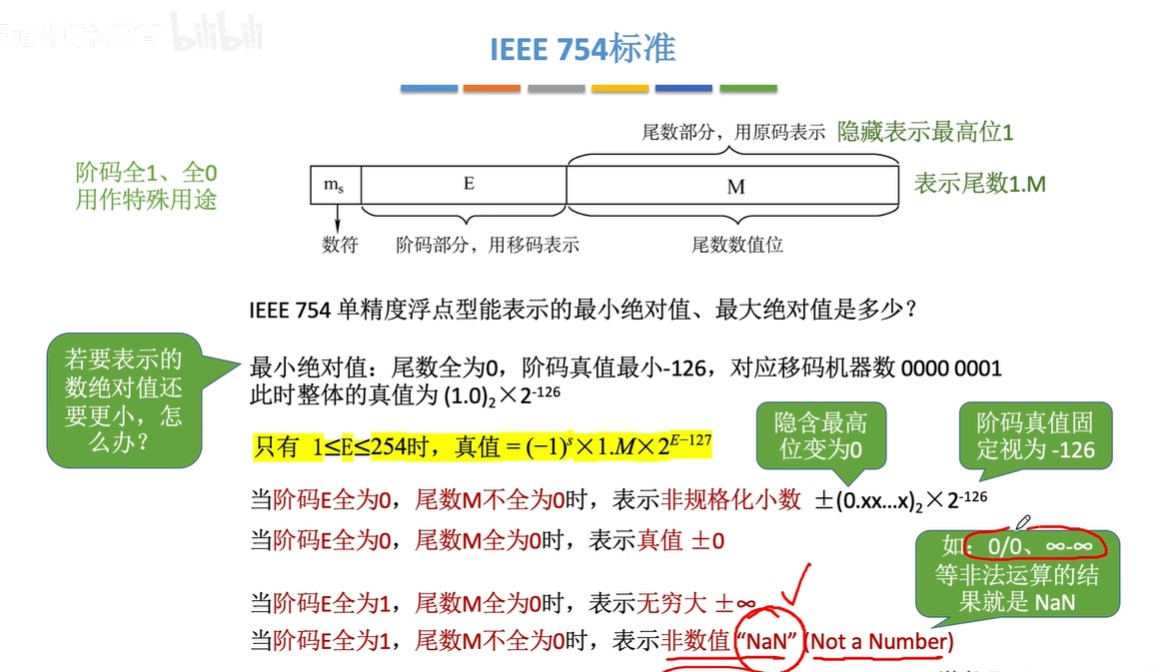 bilibili
IEEE 754标准
尾数部分，用原码表示 隐藏表示最高位1
阶码全1、全0
用作特殊用途
mₛ E M
表示尾数1.M
数符 阶码部分，用移码表示 尾数数值位
IEEE 754 单精度浮点型能表示的最小绝对值、最大绝对值是多少？
若要表示的
数绝对值还
要更小，怎
么办？
最小绝对值：尾数全为0，阶码真值最小-126，对应移码机器数 0000 0001
此时整体的真值为 (1.0)₂×2⁻¹²⁶
隐含最高
位变为0
阶码真值固
定视为 -126
只有 1≤E≤254时，真值 = (−1)ˢ×1.M×2ᴱ⁻¹²⁷
当阶码E全为0，尾数M不全为0时，表示非规格化小数 ±(0.xx...x)₂×2⁻¹²⁶
当阶码E全为0，尾数M全为0时，表示真值 ±0
如：0/0、∞-∞
等非法运算的结
果就是 NaN
当阶码E全为1，尾数M全为0时，表示无穷大 ±∞
当阶码E全为1，尾数M不全为0时，表示非数值 “NaN” (Not a Number)